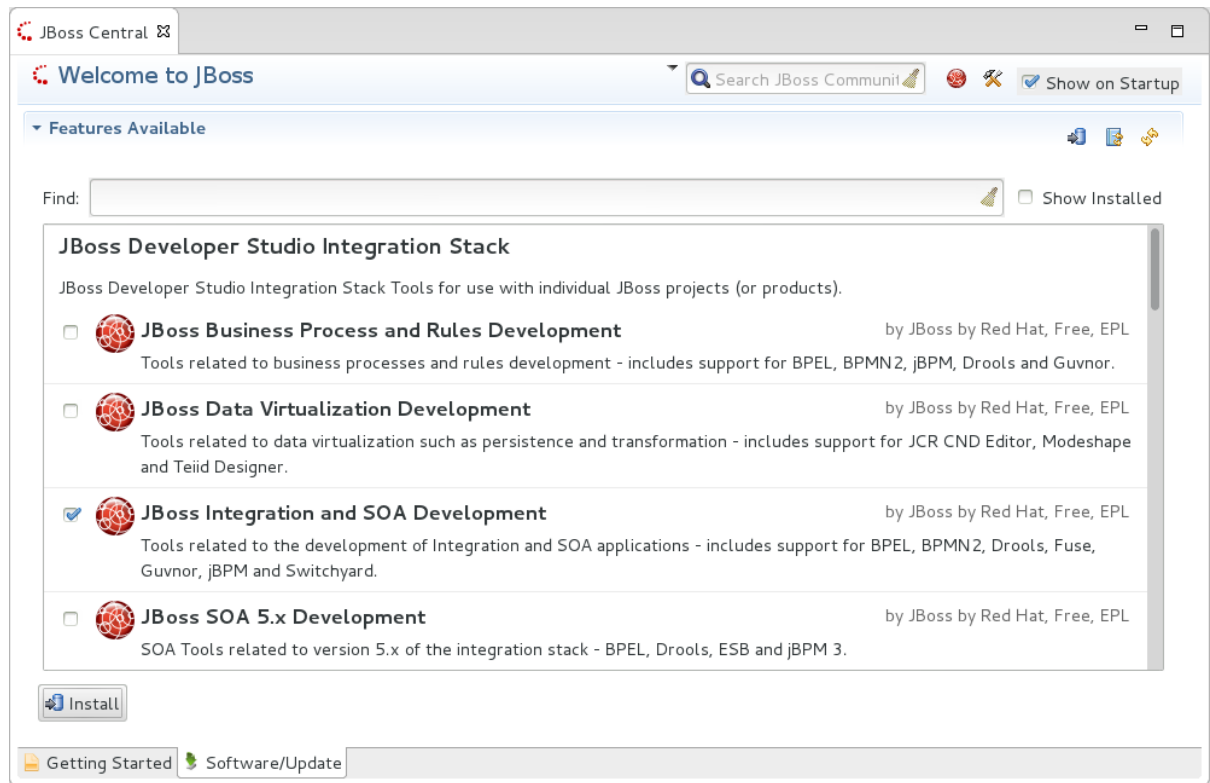 JBoss Central
Welcome to JBoss
Search JBoss Communit
Show on Startup
Features Available
Find:
Show Installed
JBoss Developer Studio Integration Stack
JBoss Developer Studio Integration Stack Tools for use with individual JBoss projects (or products).
JBoss Business Process and Rules Development
by JBoss by Red Hat, Free, EPL
Tools related to business processes and rules development - includes support for BPEL, BPMN2, jBPM, Drools and Guvnor.
JBoss Data Virtualization Development
by JBoss by Red Hat, Free, EPL
Tools related to data virtualization such as persistence and transformation - includes support for JCR CND Editor, Modeshape
and Teiid Designer.
JBoss Integration and SOA Development
by JBoss by Red Hat, Free, EPL
Tools related to the development of Integration and SOA applications - includes support for BPEL, BPMN2, Drools, Fuse,
Guvnor, jBPM and Switchyard.
JBoss SOA 5.x Development
by JBoss by Red Hat, Free, EPL
SOA Tools related to version 5.x of the integration stack - BPEL, Drools, ESB and jBPM 3.
Install
Getting Started
Software/Update